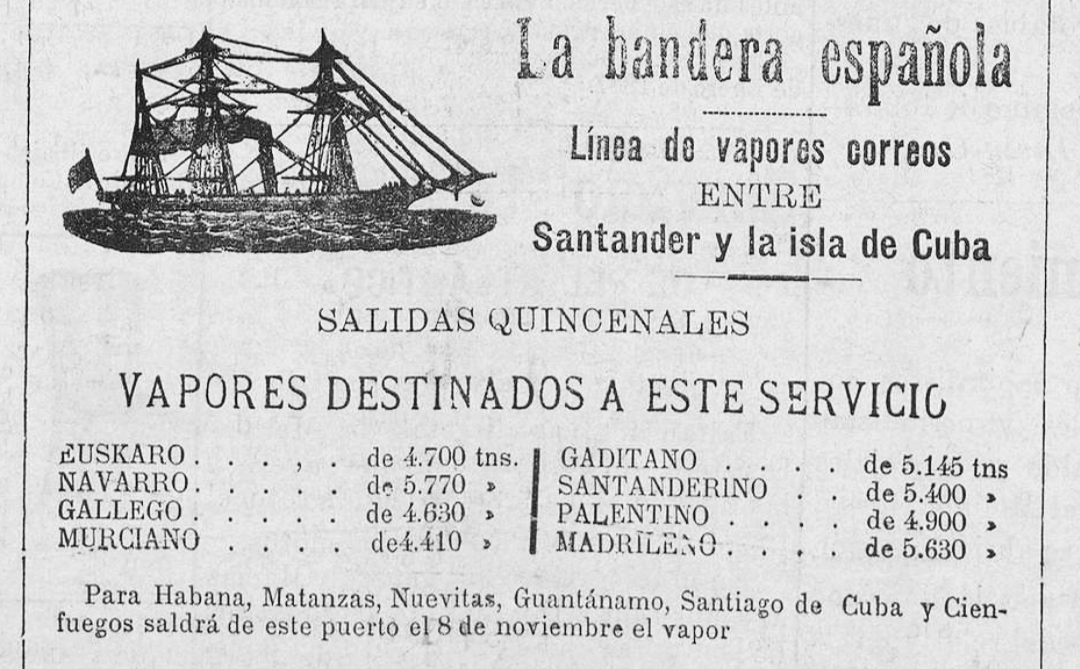 La bandera española
Línea de vapores correos
ENTRE
Santander y la isla de Cuba
SALIDAS QUINCENALES
VAPORES DESTINADOS A ESTE SERVICIO
EUSKARO . . . , . de 4.700 tns.
NAVARRO . . . . . de 5.770 »
GALLEGO . . . . . de 4.630 »
MURCIANO . . . . de4.410 »
GADITANO . . . . de 5.145 tns
SANTANDERINO . . de 5.400 »
PALENTINO . . . . de 4.900 »
MADRILEÑO . . . . de 5.630 »
Para Habana, Matanzas, Nuevitas, Guantánamo, Santiago de Cuba y Cien-
fuegos saldrá de este puerto el 8 de noviembre el vapor